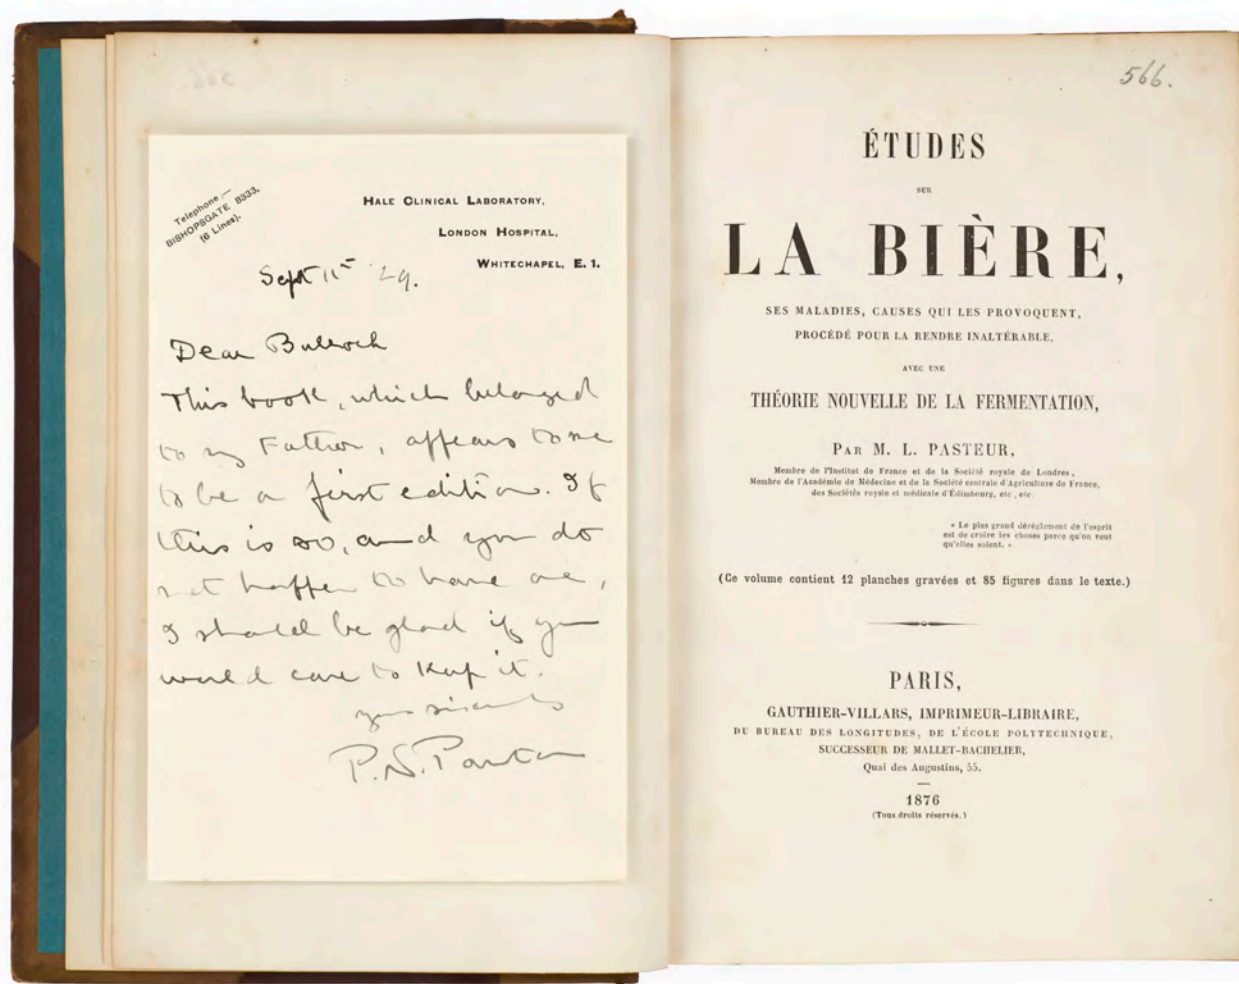 Telephone:—
BISHOPSGATE 8333.
(6 Lines).
HALE CLINICAL LABORATORY,
LONDON HOSPITAL,
WHITECHAPEL, E. 1.
Sept 11 '29.
Dear Bulloch
This book, which belonged
to my Father, appears to me
to be a first edition. If
this is so, and you do
not happen to have one,
I should be glad if you
would care to keep it.
yours sincerely
P. N. Panton
566.
ÉTUDES
SUR
LA BIÈRE,
SES MALADIES, CAUSES QUI LES PROVOQUENT,
PROCÉDÉ POUR LA RENDRE INALTÉRABLE,
AVEC UNE
THÉORIE NOUVELLE DE LA FERMENTATION,
PAR M. L. PASTEUR,
Membre de l'Institut de France et de la Société royale de Londres,
Membre de l'Académie de Médecine et de la Société centrale d'Agriculture de France,
des Sociétés royale et médicale d'Édimbourg, etc., etc.
« Le plus grand dérèglement de l'esprit
est de croire les choses parce qu'on veut
qu'elles soient. »
(Ce volume contient 12 planches gravées et 85 figures dans le texte.)
PARIS,
GAUTHIER-VILLARS, IMPRIMEUR-LIBRAIRE,
DU BUREAU DES LONGITUDES, DE L'ÉCOLE POLYTECHNIQUE,
SUCCESSEUR DE MALLET-BACHELIER,
Quai des Augustins, 55.
1876
(Tous droits réservés.)